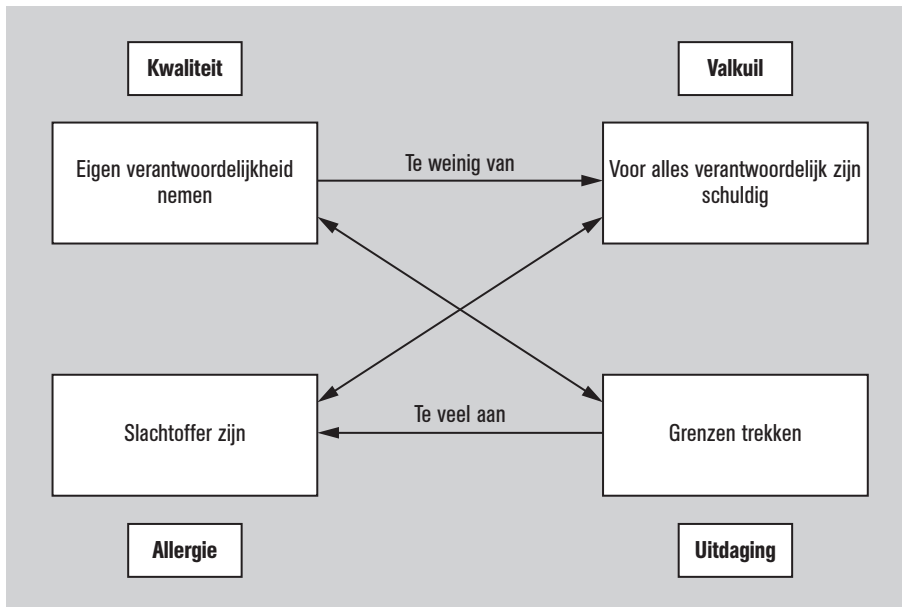 Kwaliteit
Valkuil
Eigen verantwoordelijkheid
nemen
Te weinig van
Voor alles verantwoordelijk zijn
schuldig
Slachtoffer zijn
Te veel aan
Grenzen trekken
Allergie
Uitdaging